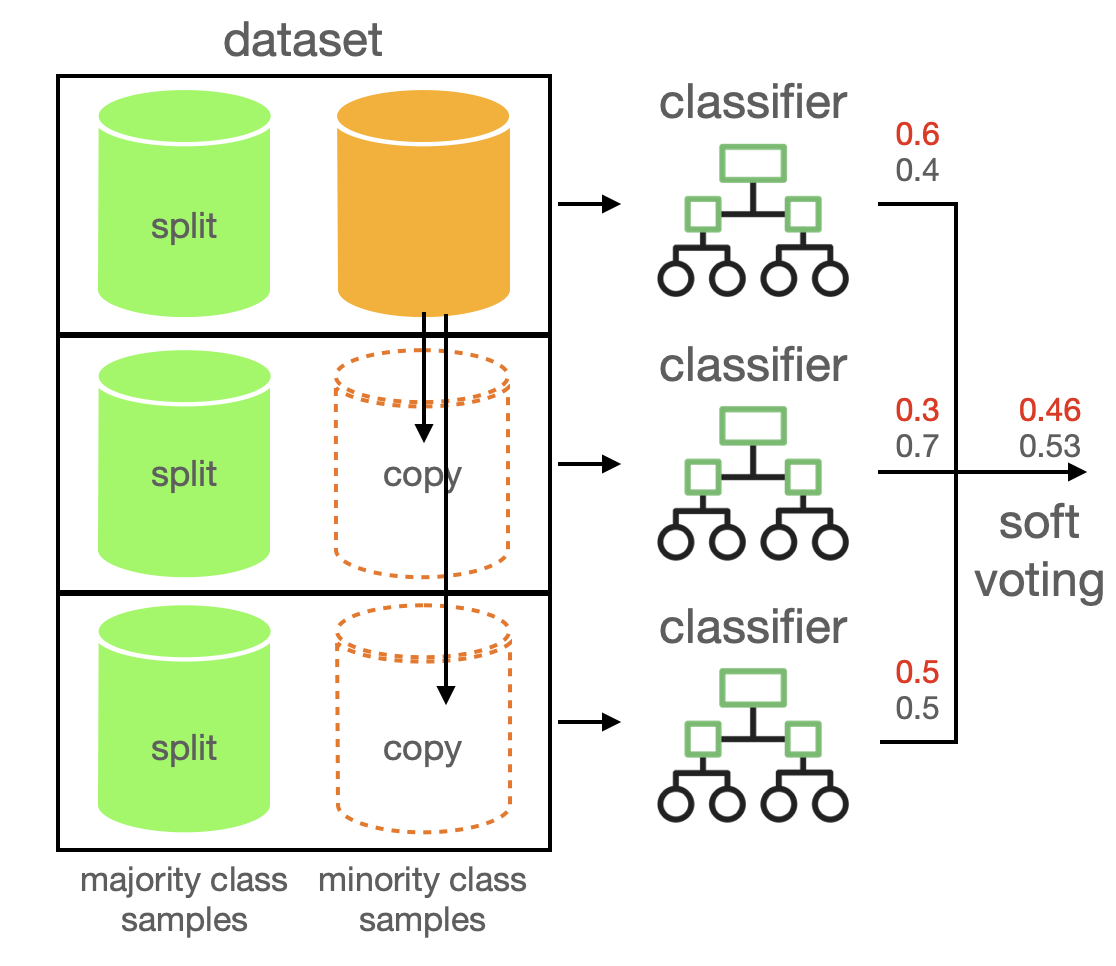 dataset
split
classifier
0.6
0.4
split
copy
classifier
0.3
0.7
0.46
0.53
soft
voting
split
copy
classifier
0.5
0.5
majority class
samples
minority class
samples